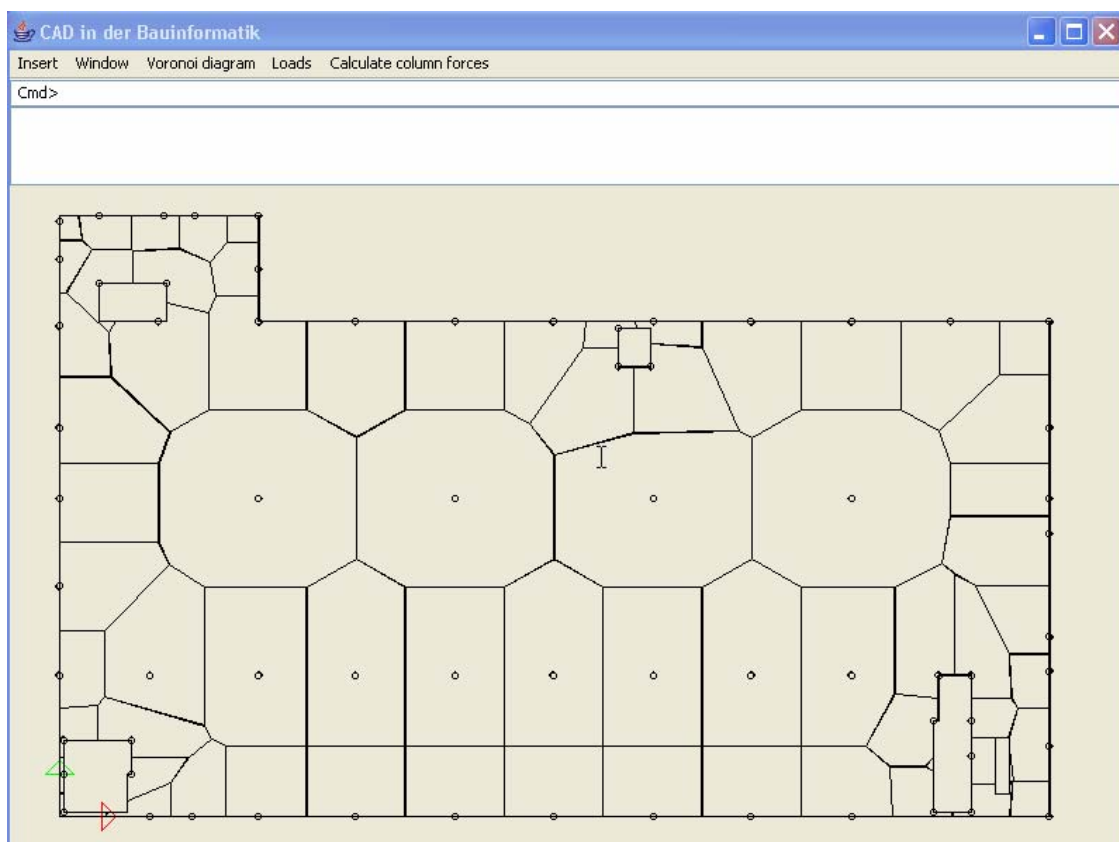 CAD in der Bauinformatik
Insert Window Voronoi diagram Loads Calculate column forces
Cmd>